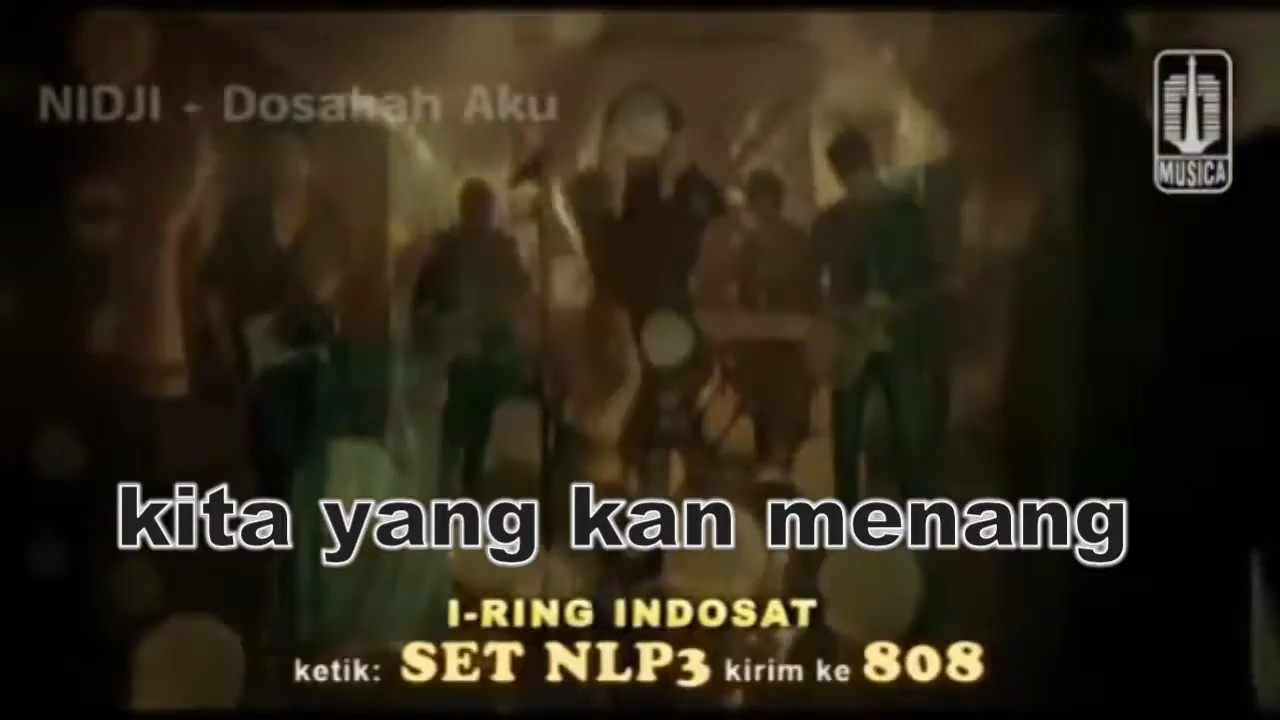 NIDJI - Dosakah Aku
MUSICA
kita yang kan menang
I-RING INDOSAT
ketik: SET NLP3 kirim ke 808